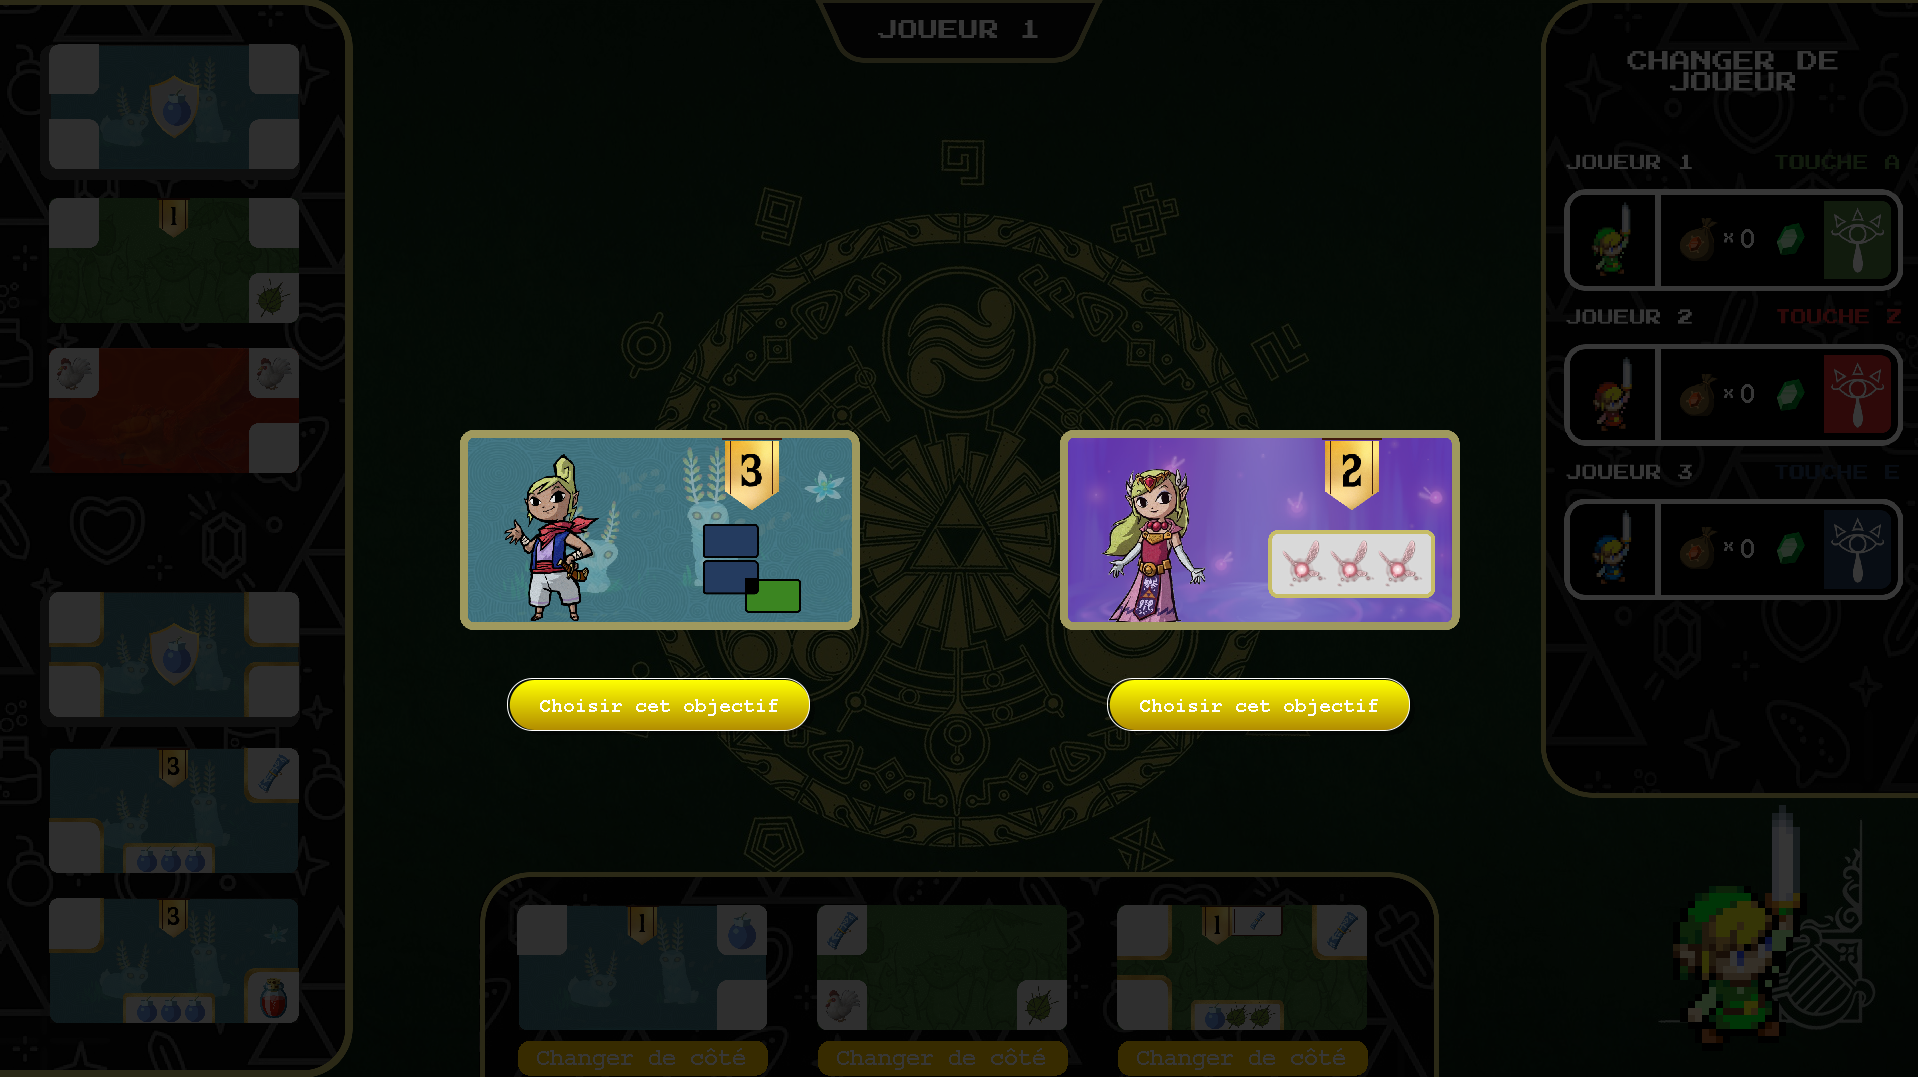 JOUEUR 1
1
3
3
3
Choisir cet objectif
2
Choisir cet objectif
1
1
Changer de côté
Changer de côté
Changer de côté
CHANGER DE
JOUEUR
JOUEUR 1 TOUCHE A
x 0
JOUEUR 2 TOUCHE Z
x 0
JOUEUR 3 TOUCHE E
x 0